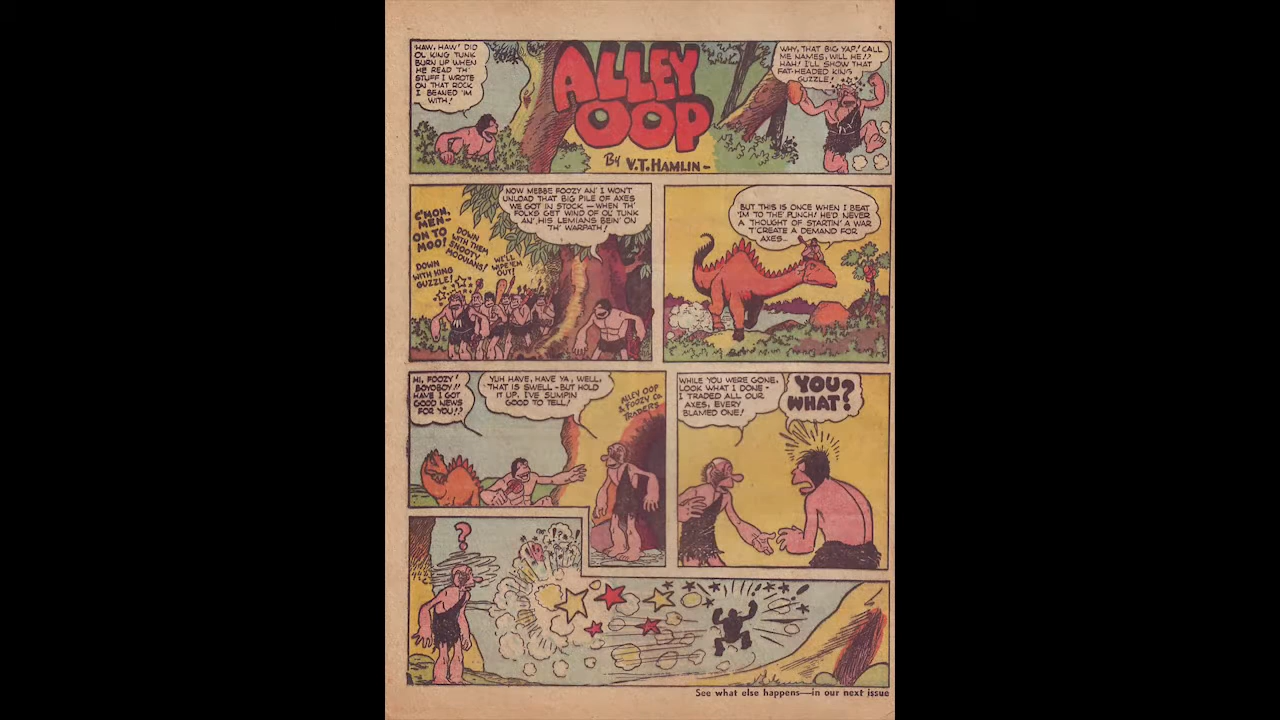 "HAW, HAW! DID
OL' KING TUNK
BURN UP WHEN
HE READ TH'
STUFF I WROTE
ON THAT ROCK
I BEANED 'IM
WITH!
ALLEY
OOP
By V.T. HAMLIN –
WHY, THAT BIG YAP! CALL
ME NAMES, WILL HE!?
HAH! I'LL SHOW THAT
FAT-HEADED KING
GUZZLE!
C'MON,
MEN–
ON TO
MOO!
DOWN
WITH THEM
SNOOTY
MOOVIANS!
WE'LL
WIPE 'EM
OUT!
DOWN
WITH KING
GUZZLE!
NOW MEBBE FOOZY AN' I WON'T
UNLOAD THAT BIG PILE OF AXES
WE GOT IN STOCK – WHEN TH'
FOLKS GET WIND OF OL' TUNK
AN' HIS LEMIANS BEIN' ON
TH' WARPATH!
BUT THIS IS ONCE WHEN I BEAT
'IM TO THE PUNCH! HE'D NEVER
A THOUGHT OF STARTIN' A WAR
T'CREATE A DEMAND FOR
AXES...
HI, FOOZY!
BOYOBOY!!
HAVE I GOT
GOOD NEWS
FOR YOU!?
YUH HAVE, HAVE YA, WELL,
THAT IS SWELL – BUT HOLD
IT UP, I'VE SUMPIN
GOOD TO TELL!
ALLEY OOP
& FOOZY CO.
TRADERS
WHILE YOU WERE GONE,
LOOK WHAT I DONE –
I TRADED ALL OUR
AXES, EVERY
BLAMED ONE!
YOU
WHAT?
?
See what else happens—in our next issue